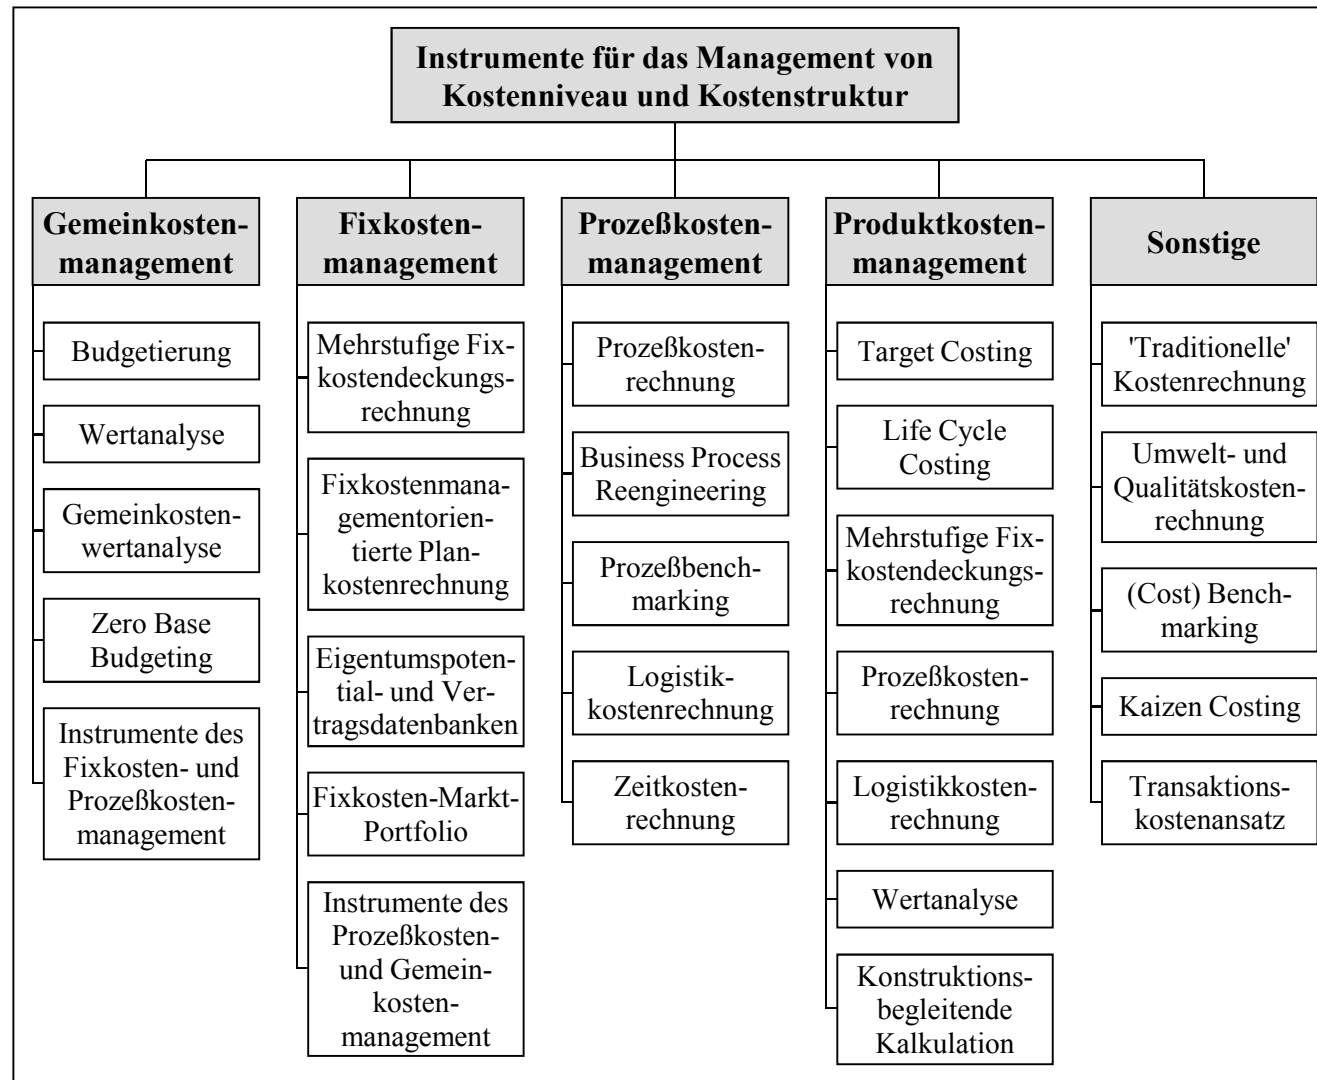 Instrumente für das Management von
Kostenniveau und Kostenstruktur
Gemeinkosten-
management
Budgetierung
Wertanalyse
Gemeinkosten-
wertanalyse
Zero Base
Budgeting
Instrumente des
Fixkosten- und
Prozeßkosten-
management
Fixkosten-
management
Mehrstufige Fix-
kostendeckungs-
rechnung
Fixkostenmana-
gementorien-
tierte Plan-
kostenrechnung
Eigentumspoten-
tial- und Ver-
tragsdatenbanken
Fixkosten-Markt-
Portfolio
Instrumente des
Prozeßkosten-
und Gemein-
kosten-
management
Prozeßkosten-
management
Prozeßkosten-
rechnung
Business Process
Reengineering
Prozeßbench-
marking
Logistik-
kostenrechnung
Zeitkosten-
rechnung
Produktkosten-
management
Target Costing
Life Cycle
Costing
Mehrstufige Fix-
kostendeckungs-
rechnung
Prozeßkosten-
rechnung
Logistikkosten-
rechnung
Wertanalyse
Konstruktions-
begleitende
Kalkulation
Sonstige
'Traditionelle'
Kostenrechnung
Umwelt- und
Qualitätskosten-
rechnung
(Cost) Bench-
marking
Kaizen Costing
Transaktions-
kostenansatz